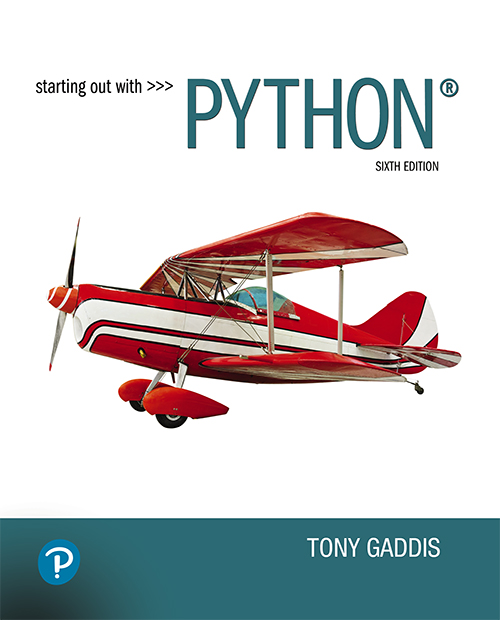 starting out with >>>
PYTHON®
SIXTH EDITION
P
TONY GADDIS